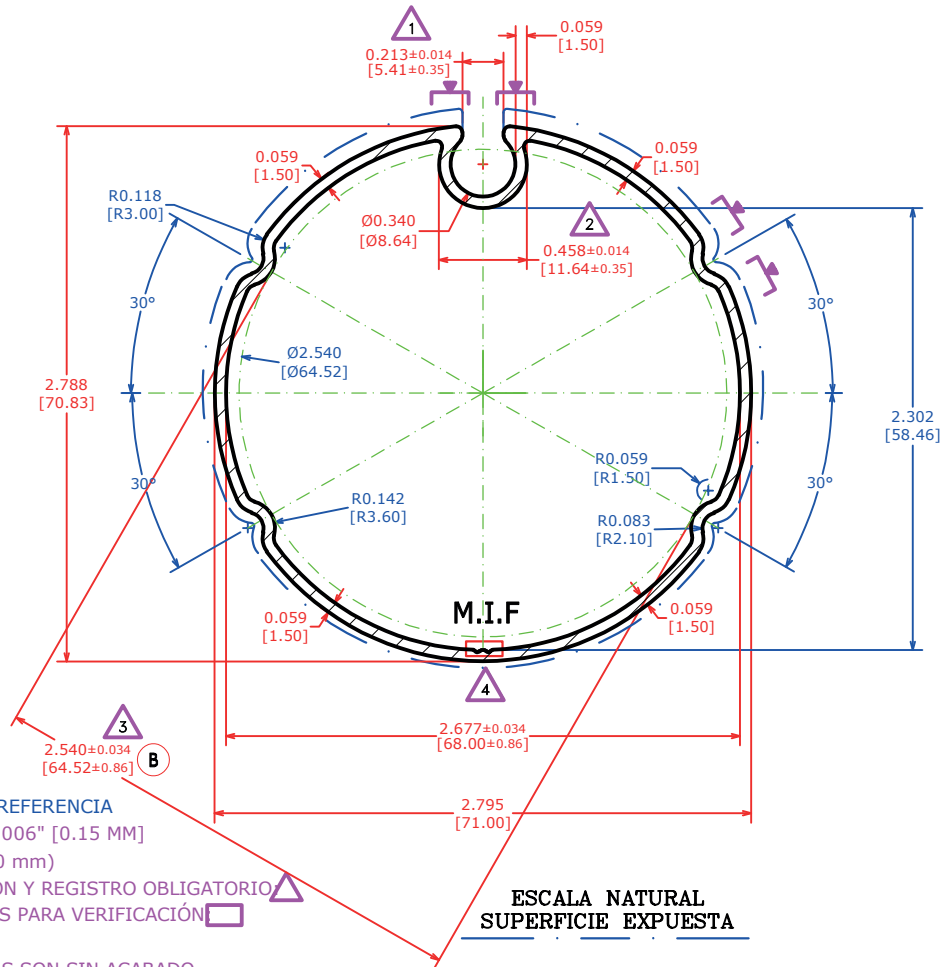 1
0.059
[1.50]
0.213±0.014
[5.41±0.35]
0.059
[1.50]
0.059
[1.50]
R0.118
[R3.00]
Ø0.340
[Ø8.64]
2
0.458±0.014
[11.64±0.35]
30°
30°
Ø2.540
[Ø64.52]
2.788
[70.83]
2.302
[58.46]
R0.059
[R1.50]
30°
30°
R0.142
[R3.60]
R0.083
[R2.10]
M.I.F
0.059
[1.50]
0.059
[1.50]
4
3
2.540±0.034
[64.52±0.86]
B
2.677±0.034
[68.00±0.86]
2.795
[71.00]
REFERENCIA
006" [0.15 MM]
0 mm)
ON Y REGISTRO OBLIGATORIO
S PARA VERIFICACIÓN:
ESCALA NATURAL
SUPERFICIE EXPUESTA
S SON SIN ACABADO